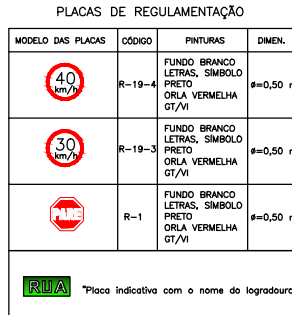 PLACAS DE REGULAMENTAÇÃO
MODELO DAS PLACAS CÓDIGO PINTURAS DIMEN.
40
km/h
R-19-4
FUNDO BRANCO
LETRAS, SÍMBOLO
PRETO
ORLA VERMELHA
GT/VI
ø=0,50
30
km/h
R-19-3
FUNDO BRANCO
LETRAS, SÍMBOLO
PRETO
ORLA VERMELHA
GT/VI
ø=0,50
PARE
R-1
FUNDO BRANCO
LETRAS, SÍMBOLO
PRETO
ORLA VERMELHA
GT/VI
ø=0,50
RUA
"Placa indicativa com o nome do logradouro